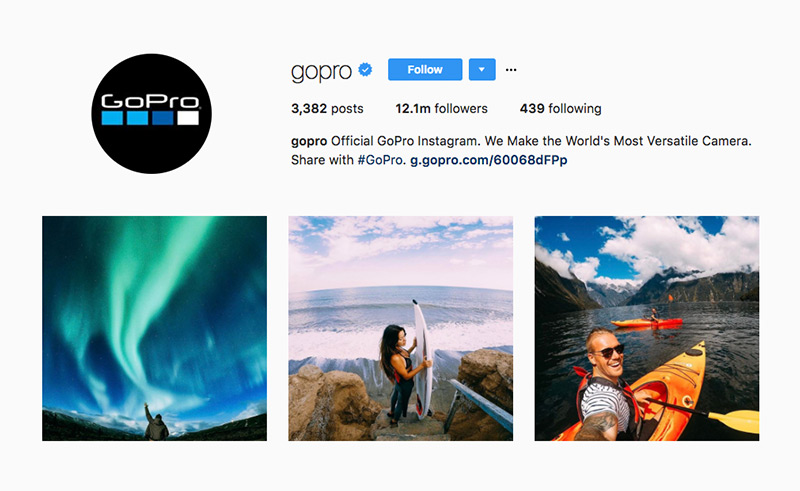 GoPro
gopro Follow
3,382 posts 12.1m followers 439 following
gopro Official GoPro Instagram. We Make the World's Most Versatile Camera.
Share with #GoPro. g.gopro.com/60068dFPp